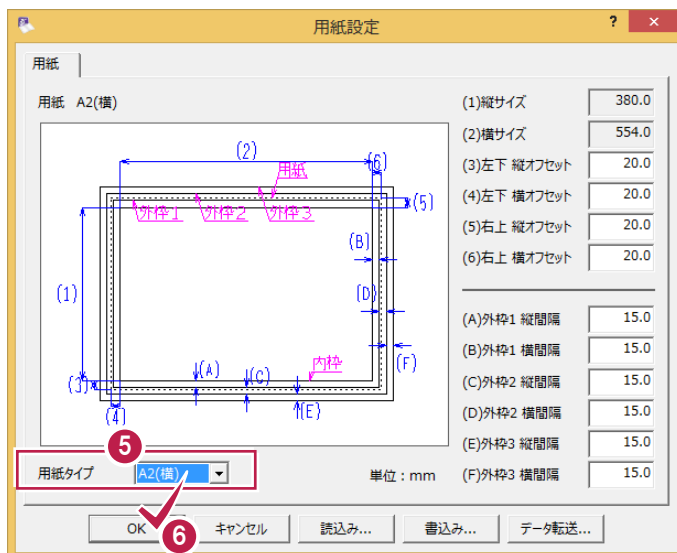 用紙設定
?
×
用紙
用紙 A2(横)
(1)縦サイズ 380.0
(2)横サイズ 554.0
(3)左下 縦オフセット 20.0
(4)左下 横オフセット 20.0
(5)右上 縦オフセット 20.0
(6)右上 横オフセット 20.0
(A)外枠1 縦間隔 15.0
(B)外枠1 横間隔 15.0
(C)外枠2 縦間隔 15.0
(D)外枠2 横間隔 15.0
(E)外枠3 縦間隔 15.0
(F)外枠3 横間隔 15.0
(2)
(6)
用紙
(5)
外枠1 外枠2 外枠3
(B)
(1)
(D)
内枠
(A)
(C)
(F)
(3)
(E)
(4)
5
用紙タイプ A2(横)
単位:mm
6
OK キャンセル 読込み... 書込み... データ転送...